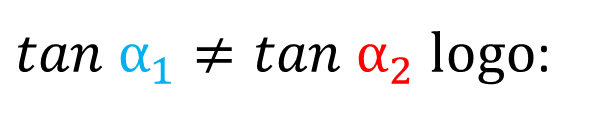 tan α₁ ≠ tan α₂ logo: